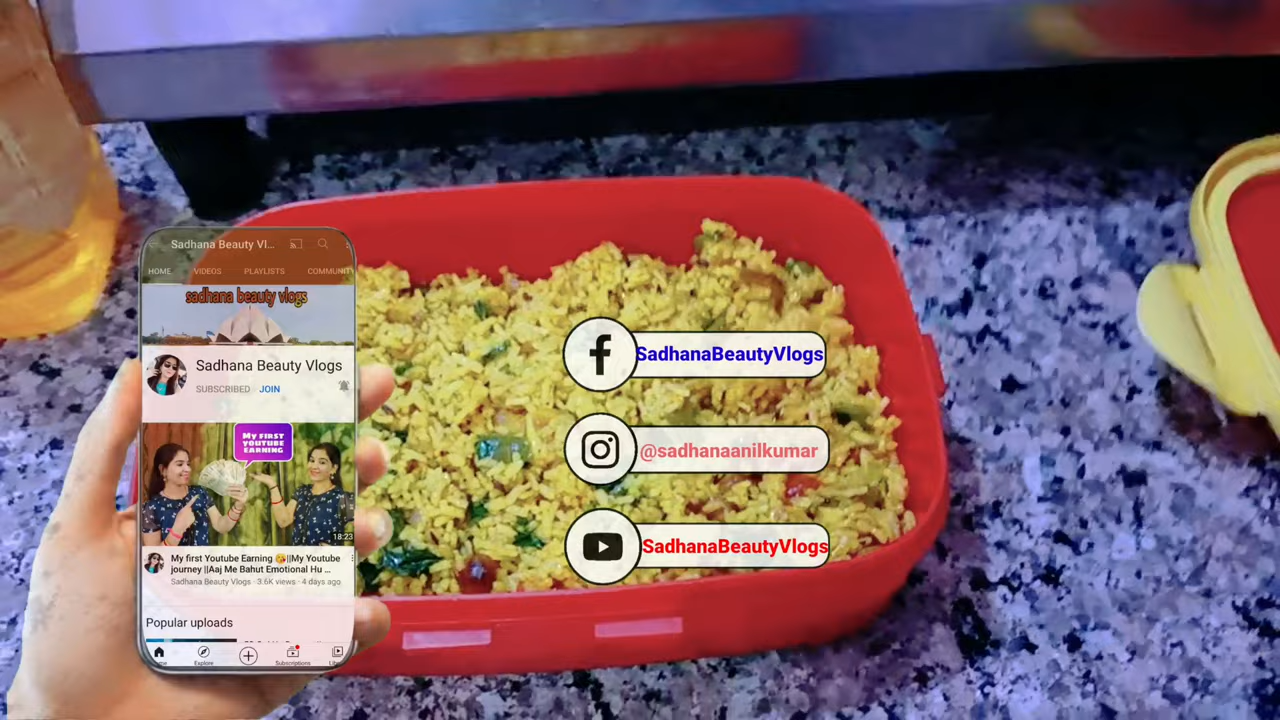 Sadhana Beauty Vl...
HOME VIDEOS PLAYLISTS COMMUNITY
sadhana beauty vlogs
Sadhana Beauty Vlogs
SUBSCRIBED JOIN
MY FIRST
YOUTUBE
EARNING
18:23
My first Youtube Earning 😘||My Youtube
journey ||Aaj Me Bahut Emotional Hu ...
Sadhana Beauty Vlogs · 3.6K views · 4 days ago
Popular uploads
Explore
Subscriptions
SadhanaBeautyVlogs
@sadhanaanilkumar
SadhanaBeautyVlogs